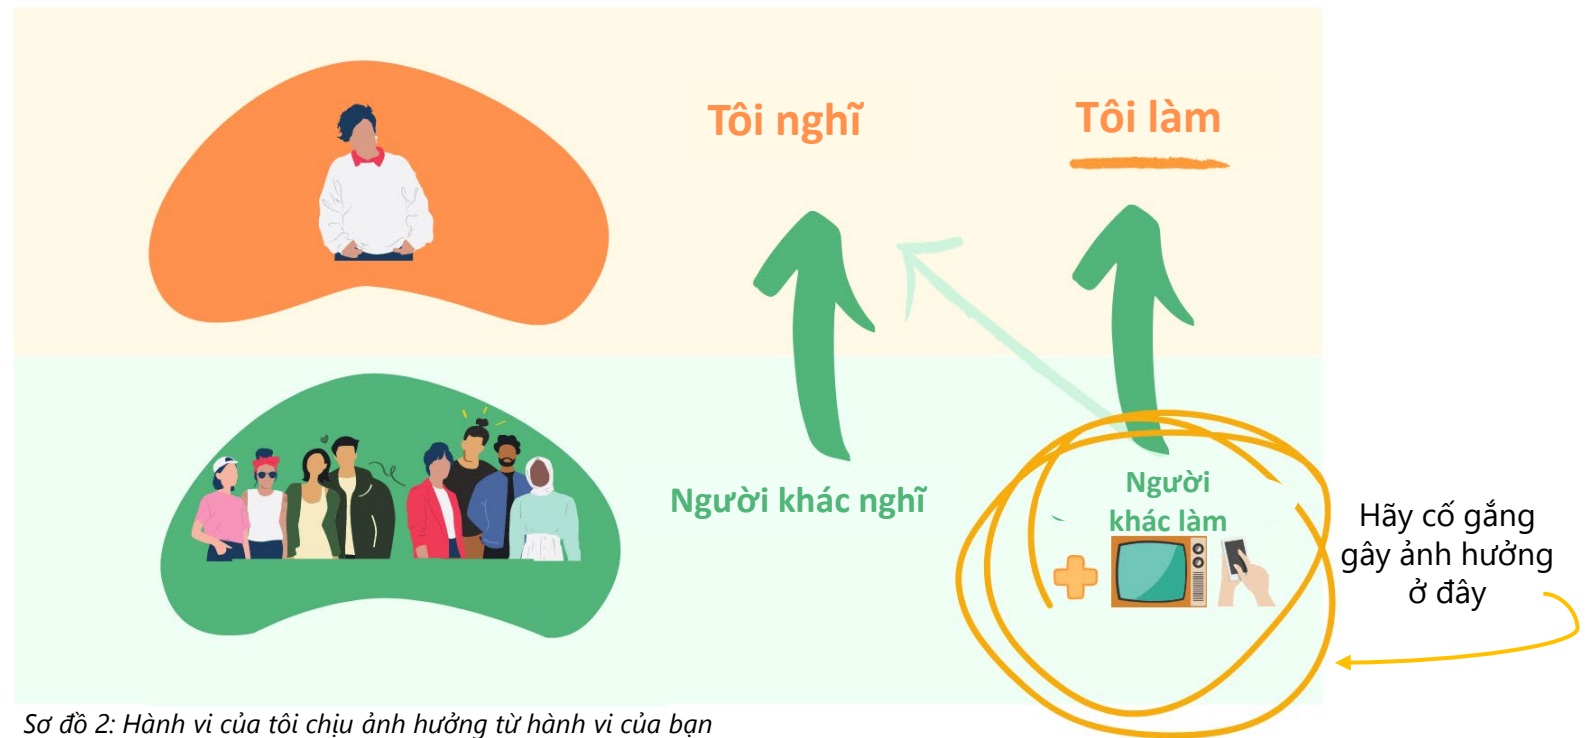 Tôi nghĩ
Tôi làm
Người khác nghĩ
Người
khác làm
Hãy cố gắng
gây ảnh hưởng
ở đây
Sơ đồ 2: Hành vi của tôi chịu ảnh hưởng từ hành vi của bạn